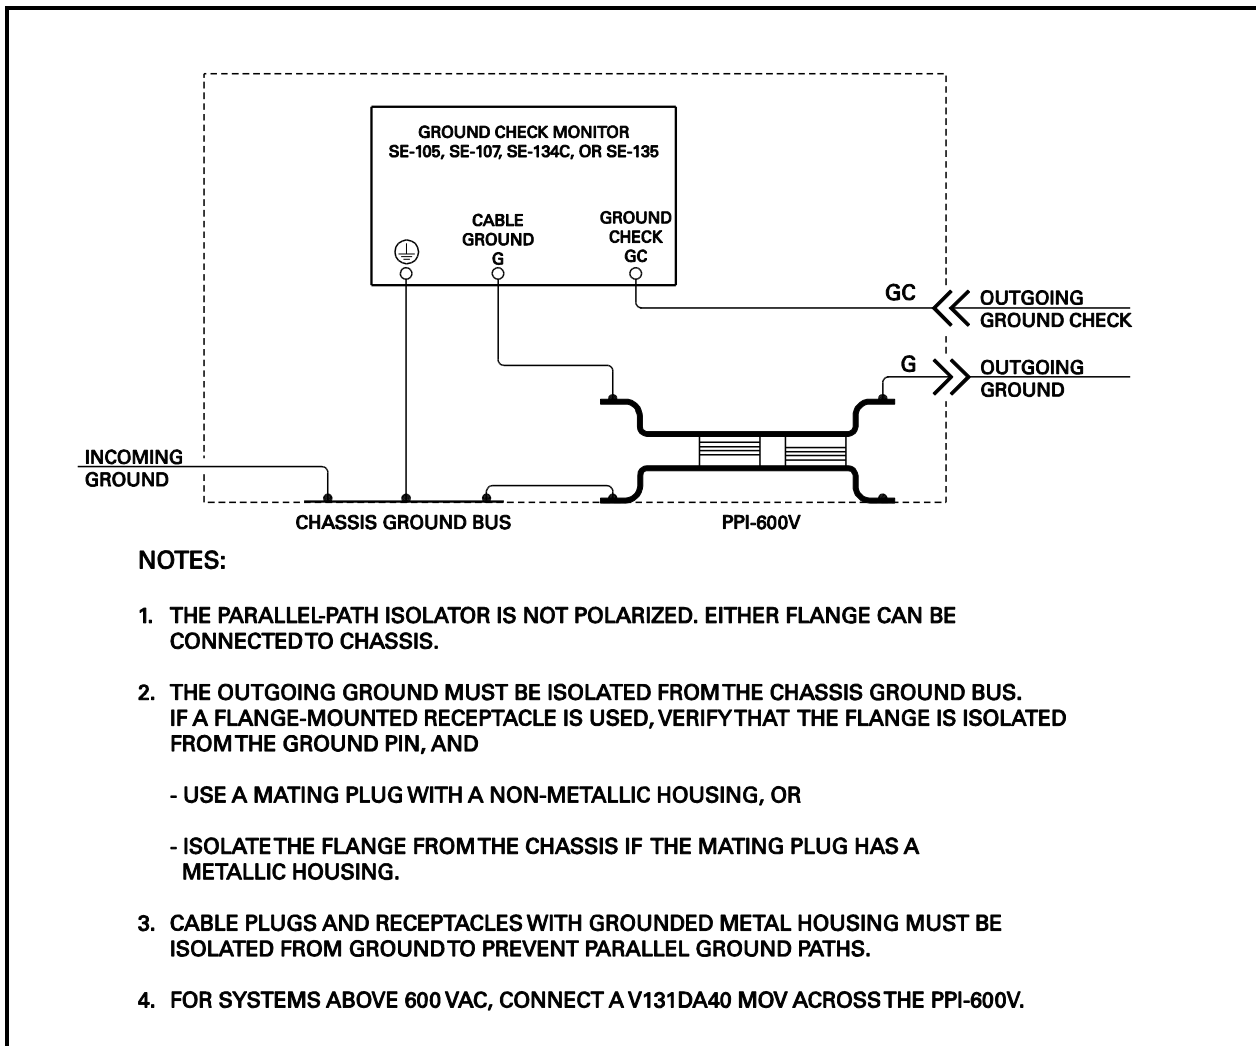 GROUND CHECK MONITOR
SE-105, SE-107, SE-134C, OR SE-135
CABLE
GROUND
G
GROUND
CHECK
GC
GC
OUTGOING
GROUND CHECK
G
OUTGOING
GROUND
INCOMING
GROUND
CHASSIS GROUND BUS
PPI-600V
NOTES:
1. THE PARALLEL-PATH ISOLATOR IS NOT POLARIZED. EITHER FLANGE CAN BE
CONNECTED TO CHASSIS.
2. THE OUTGOING GROUND MUST BE ISOLATED FROM THE CHASSIS GROUND BUS.
IF A FLANGE-MOUNTED RECEPTACLE IS USED, VERIFY THAT THE FLANGE IS ISOLATED
FROM THE GROUND PIN, AND
- USE A MATING PLUG WITH A NON-METALLIC HOUSING, OR
- ISOLATE THE FLANGE FROM THE CHASSIS IF THE MATING PLUG HAS A
METALLIC HOUSING.
3. CABLE PLUGS AND RECEPTACLES WITH GROUNDED METAL HOUSING MUST BE
ISOLATED FROM GROUND TO PREVENT PARALLEL GROUND PATHS.
4. FOR SYSTEMS ABOVE 600 VAC, CONNECT A V131DA40 MOV ACROSS THE PPI-600V.